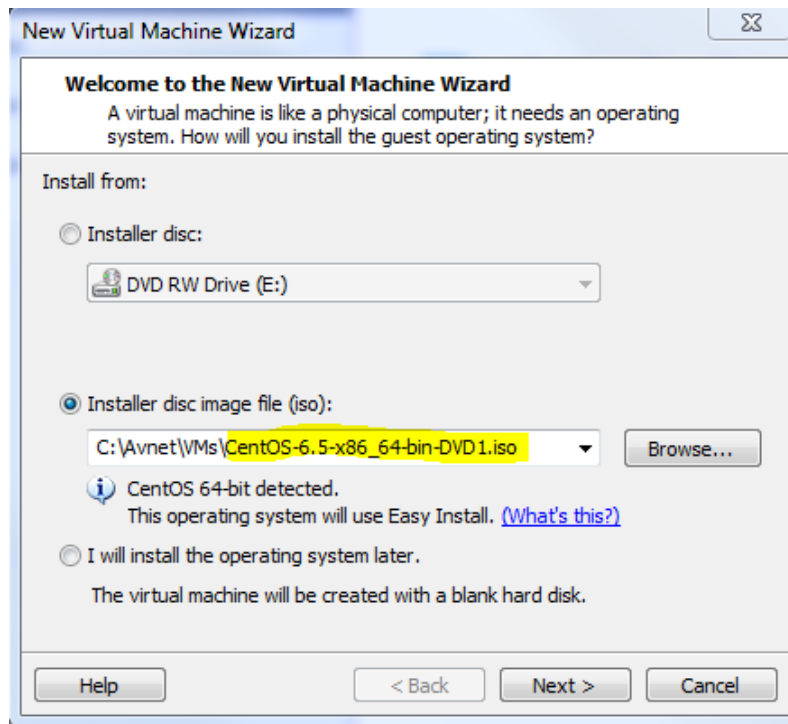 New Virtual Machine Wizard
Welcome to the New Virtual Machine Wizard
A virtual machine is like a physical computer; it needs an operating
system. How will you install the guest operating system?
Install from:
Installer disc:
DVD RW Drive (E:)
Installer disc image file (iso):
C:\Avnet\VMs\CentOS-6.5-x86_64-bin-DVD1.iso
Browse...
CentOS 64-bit detected.
This operating system will use Easy Install. (What's this?)
I will install the operating system later.
The virtual machine will be created with a blank hard disk.
Help
< Back
Next >
Cancel